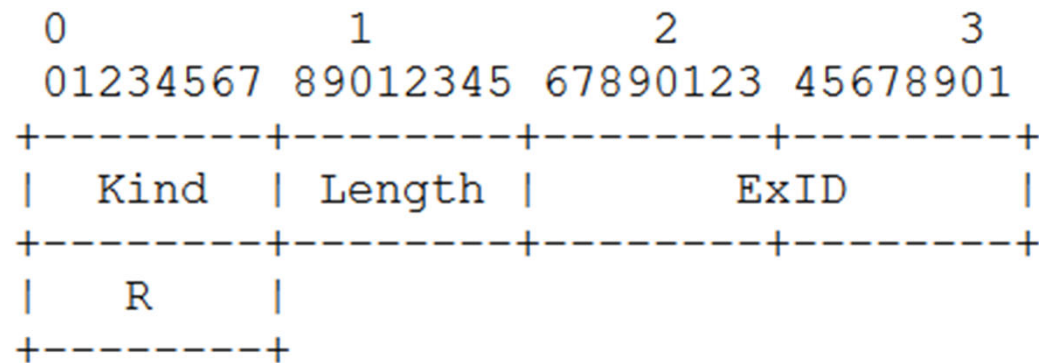 0 1 2 3
01234567 89012345 67890123 45678901
+--------+--------+--------+--------+
| Kind | Length | ExID |
+--------+--------+--------+--------+
| R |
+--------+